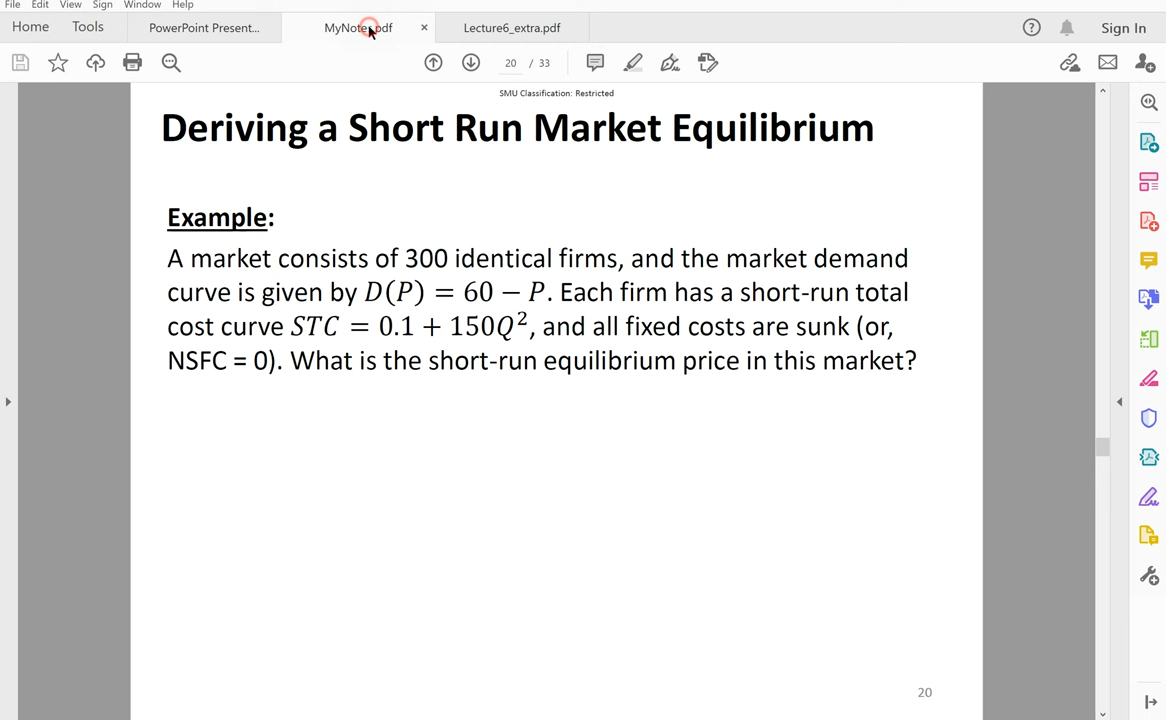 File Edit View Sign Window Help
Home Tools PowerPoint Present... MyNotes.pdf × Lecture6_extra.pdf Sign In
20 / 33
SMU Classification: Restricted
Deriving a Short Run Market Equilibrium
Example:
A market consists of 300 identical firms, and the market demand
curve is given by D(P) = 60 − P. Each firm has a short-run total
cost curve STC = 0.1 + 150Q², and all fixed costs are sunk (or,
NSFC = 0). What is the short-run equilibrium price in this market?
20